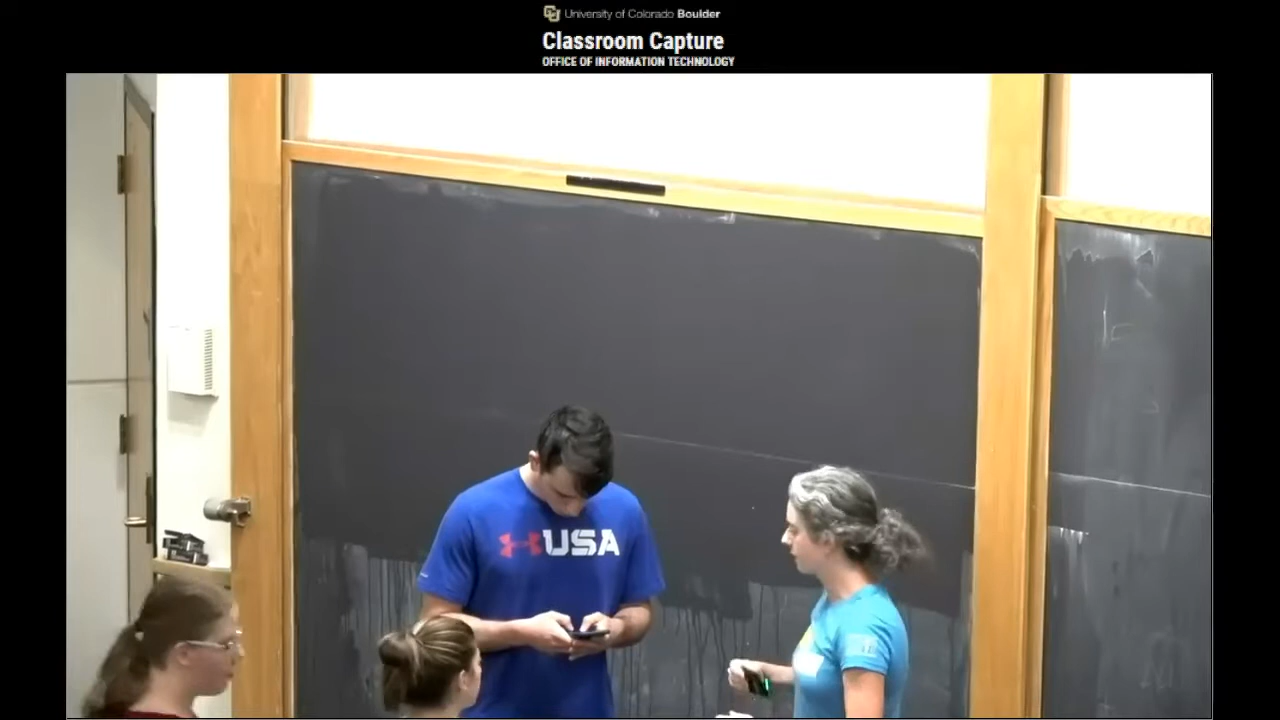 University of Colorado Boulder
Classroom Capture
OFFICE OF INFORMATION TECHNOLOGY
USA